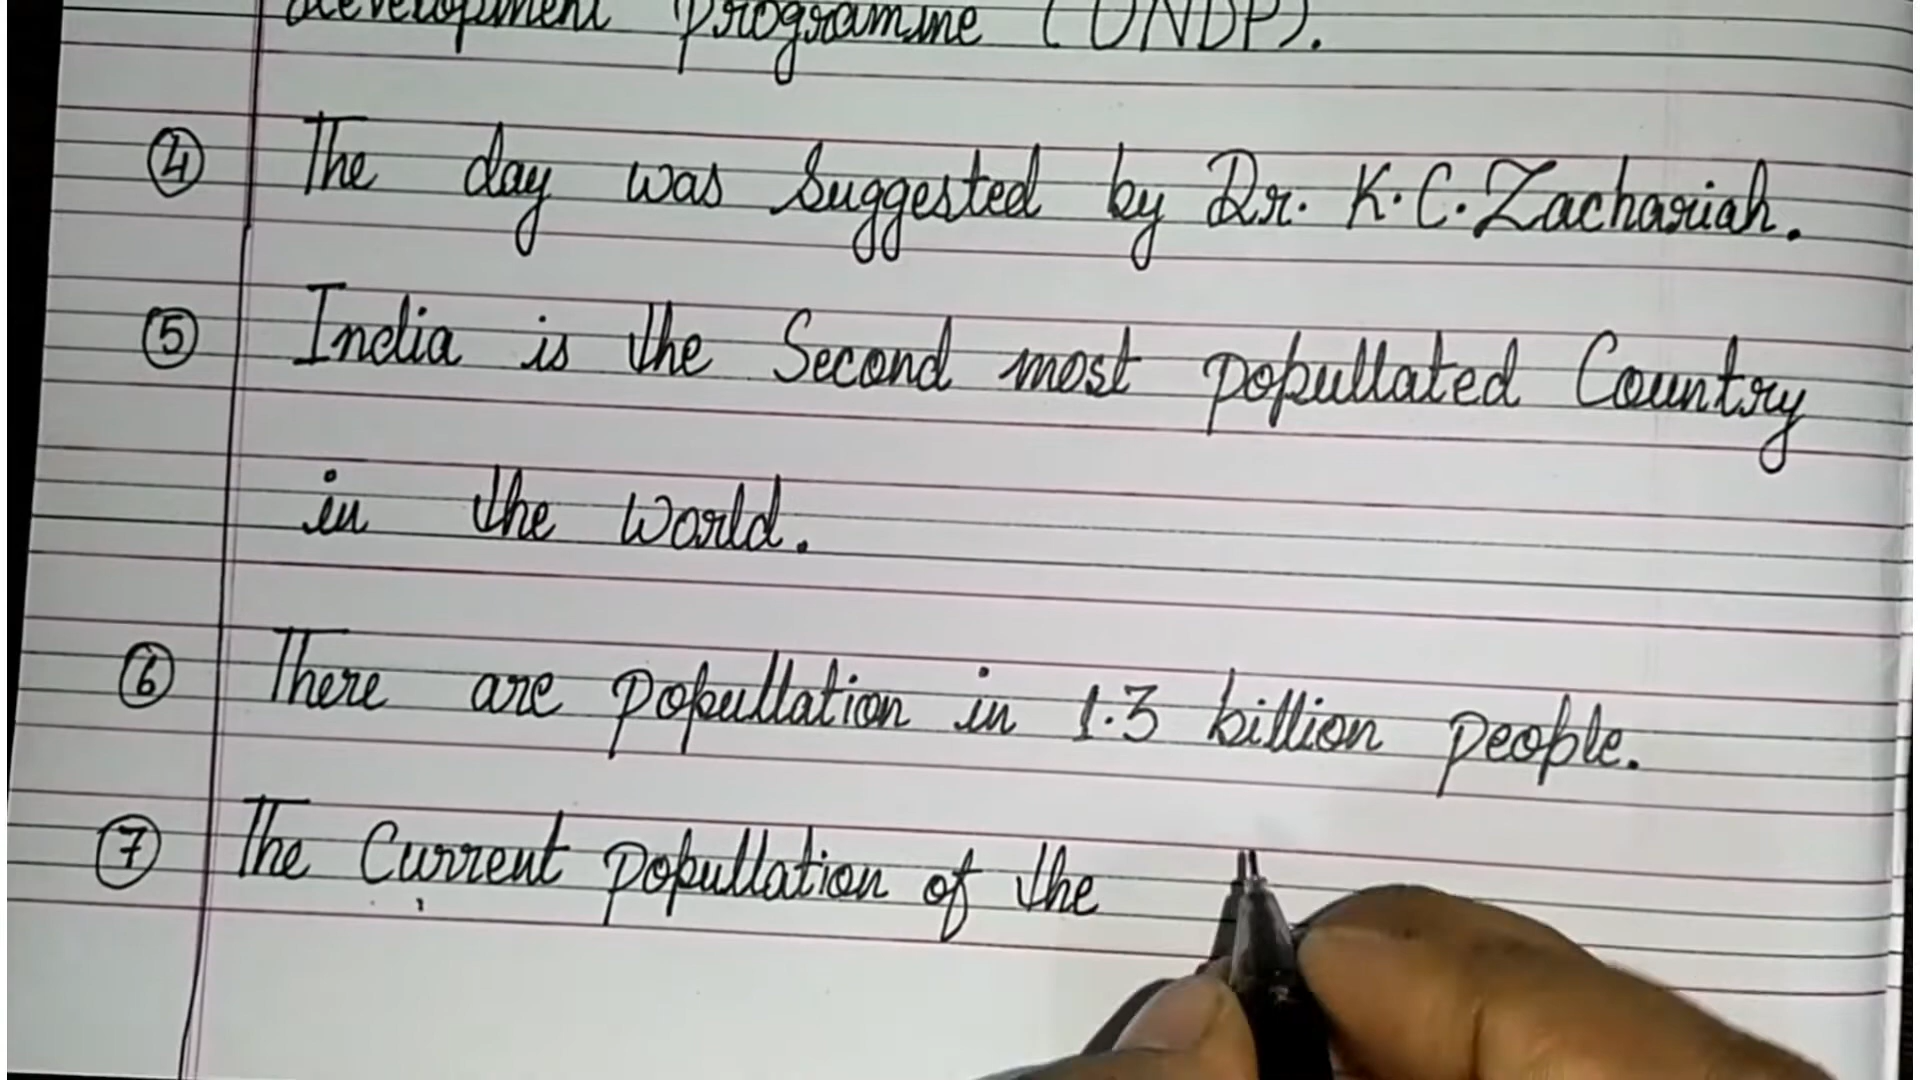 development programme (UNDP).
④ The day was Suggested by Dr. K. C. Zachariah.
⑤ India is the Second most popullated Country
in the World.
⑥ There are popullation in 1.3 billion people.
⑦ The Current popullation of the